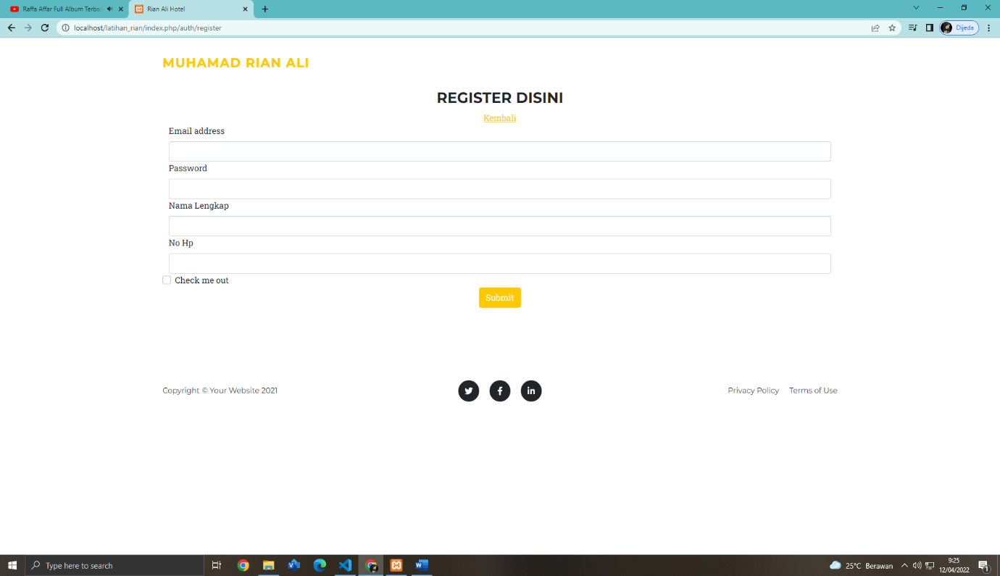 Raffa Affar Full Album Terbai
Rian Ali Hotel
localhost/latihan_rian/index.php/auth/register
Dijeda
MUHAMAD RIAN ALI
REGISTER DISINI
Kembali
Email address
Password
Nama Lengkap
No Hp
Check me out
Submit
Copyright © Your Website 2021
Privacy Policy Terms of Use
Type here to search
25°C Berawan
9:25
12/04/2022
1